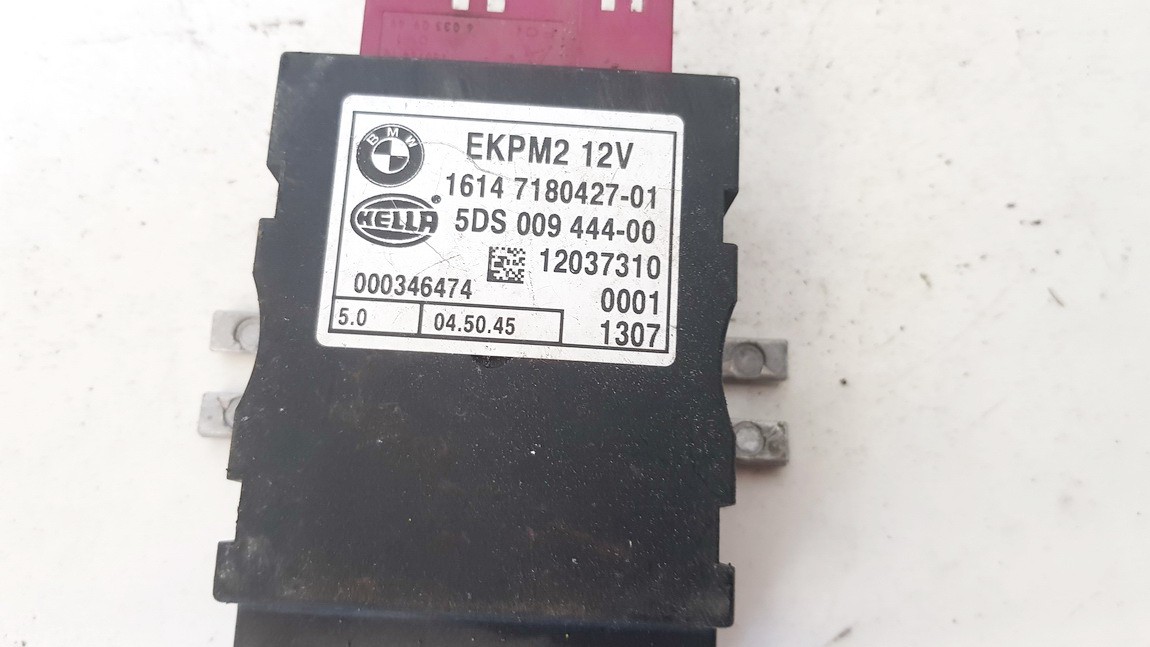 BMW
EKPM2 12V
1614 7180427-01
HELLA® 5DS 009 444-00
12037310
000346474 0001
5.0 04.50.45 1307